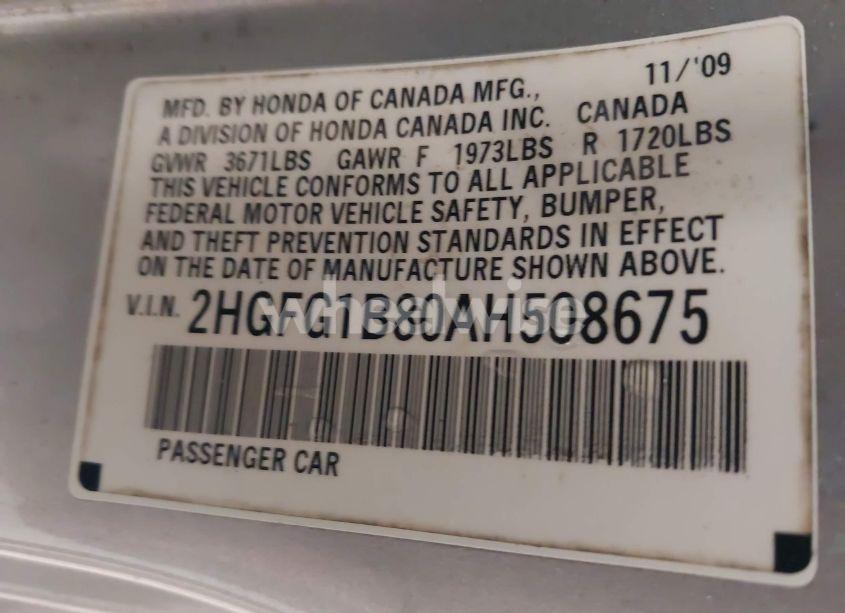 11/'09
MFD. BY HONDA OF CANADA MFG.,
A DIVISION OF HONDA CANADA INC. CANADA
GVWR 3671LBS GAWR F 1973LBS R 1720LBS
THIS VEHICLE CONFORMS TO ALL APPLICABLE
FEDERAL MOTOR VEHICLE SAFETY, BUMPER,
AND THEFT PREVENTION STANDARDS IN EFFECT
ON THE DATE OF MANUFACTURE SHOWN ABOVE.
V.I.N. 2HGFG1B80AH508675
wheelwise
PASSENGER CAR